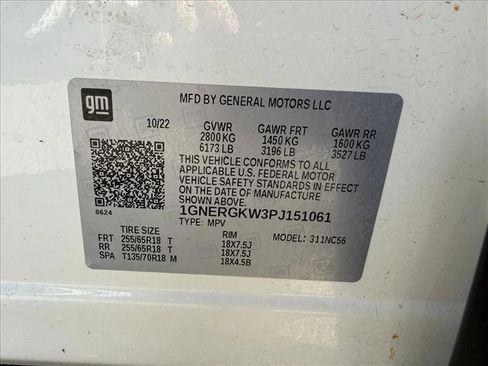 gm
MFD BY GENERAL MOTORS LLC
10/22 GVWR GAWR FRT GAWR RR
2800 KG 1450 KG 1600 KG
6173 LB 3196 LB 3527 LB
THIS VEHICLE CONFORMS TO ALL
APPLICABLE U.S. FEDERAL MOTOR
VEHICLE SAFETY STANDARDS IN EFFECT
ON THE DATE OF MANUFACTURE
SHOWN ABOVE.
8624
1GNERGKW3PJ151061
TYPE: MPV
TIRE SIZE RIM MODEL: 311NC56
FRT 255/65R18 T 18X7.5J
RR 255/65R18 T 18X7.5J
SPA T135/70R18 M 18X4.5B